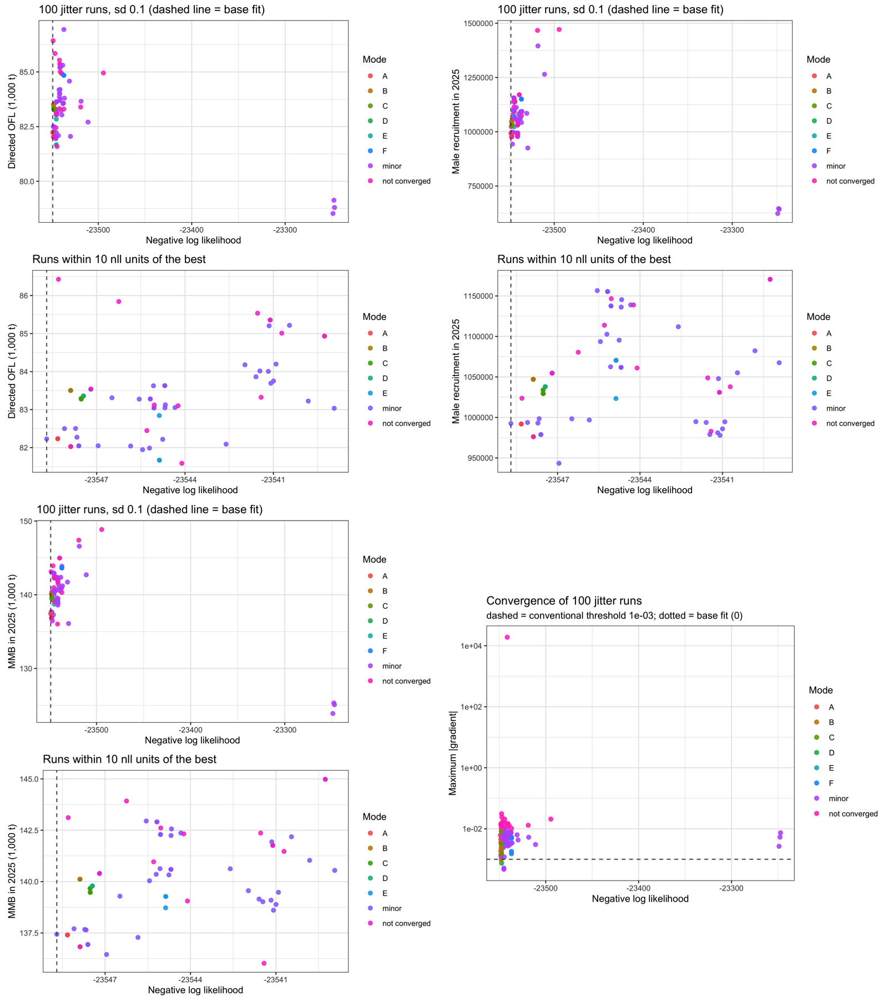 100 jitter runs, sd 0.1 (dashed line = base fit)
Directed OFL (1,000 t)
85.0
82.5
80.0
-23500
-23400
-23300
Negative log likelihood
Mode
A
B
C
D
E
F
minor
not converged
100 jitter runs, sd 0.1 (dashed line = base fit)
Male recruitment in 2025
1500000
1250000
1000000
750000
-23500
-23400
-23300
Negative log likelihood
Mode
A
B
C
D
E
F
minor
not converged
Runs within 10 nll units of the best
Directed OFL (1,000 t)
86
85
84
83
82
-23547
-23544
-23541
Negative log likelihood
Mode
A
B
C
D
E
minor
not converged
Runs within 10 nll units of the best
Male recruitment in 2025
1150000
1100000
1050000
1000000
950000
-23547
-23544
-23541
Negative log likelihood
Mode
A
B
C
D
E
minor
not converged
100 jitter runs, sd 0.1 (dashed line = base fit)
MMB in 2025 (1,000 t)
150
140
130
-23500
-23400
-23300
Negative log likelihood
Mode
A
B
C
D
E
F
minor
not converged
Convergence of 100 jitter runs
dashed = conventional threshold 1e-03; dotted = base fit (0)
Maximum |gradient|
1e+04
1e+02
1e+00
1e-02
-23500
-23400
-23300
Negative log likelihood
Mode
A
B
C
D
E
F
minor
not converged
Runs within 10 nll units of the best
MMB in 2025 (1,000 t)
145.0
142.5
140.0
137.5
-23547
-23544
-23541
Negative log likelihood
Mode
A
B
C
D
E
minor
not converged